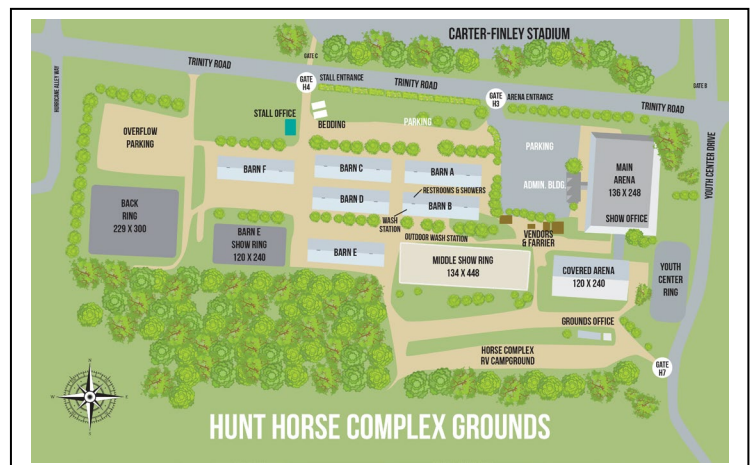 CARTER-FINLEY STADIUM
GATE C
TRINITY ROAD
HURRICANE ALLEY WAY
GATE
H4
STALL ENTRANCE
TRINITY ROAD
GATE
H3
ARENA ENTRANCE
TRINITY ROAD
GATE B
STALL OFFICE
BEDDING
PARKING
OVERFLOW
PARKING
PARKING
MAIN
ARENA
136 X 248
SHOW OFFICE
YOUTH CENTER DRIVE
BARN F
BARN C
BARN A
RESTROOMS & SHOWERS
ADMIN. BLDG.
BARN D
BARN B
BACK
RING
229 X 300
WASH
STATION
BARN E
SHOW RING
120 X 240
OUTDOOR WASH STATION
VENDORS
& FARRIER
BARN E
MIDDLE SHOW RING
134 X 448
COVERED ARENA
120 X 240
YOUTH
CENTER
RING
GROUNDS OFFICE
HORSE COMPLEX
RV CAMPGROUND
GATE
H7
N
W
E
S
HUNT HORSE COMPLEX GROUNDS